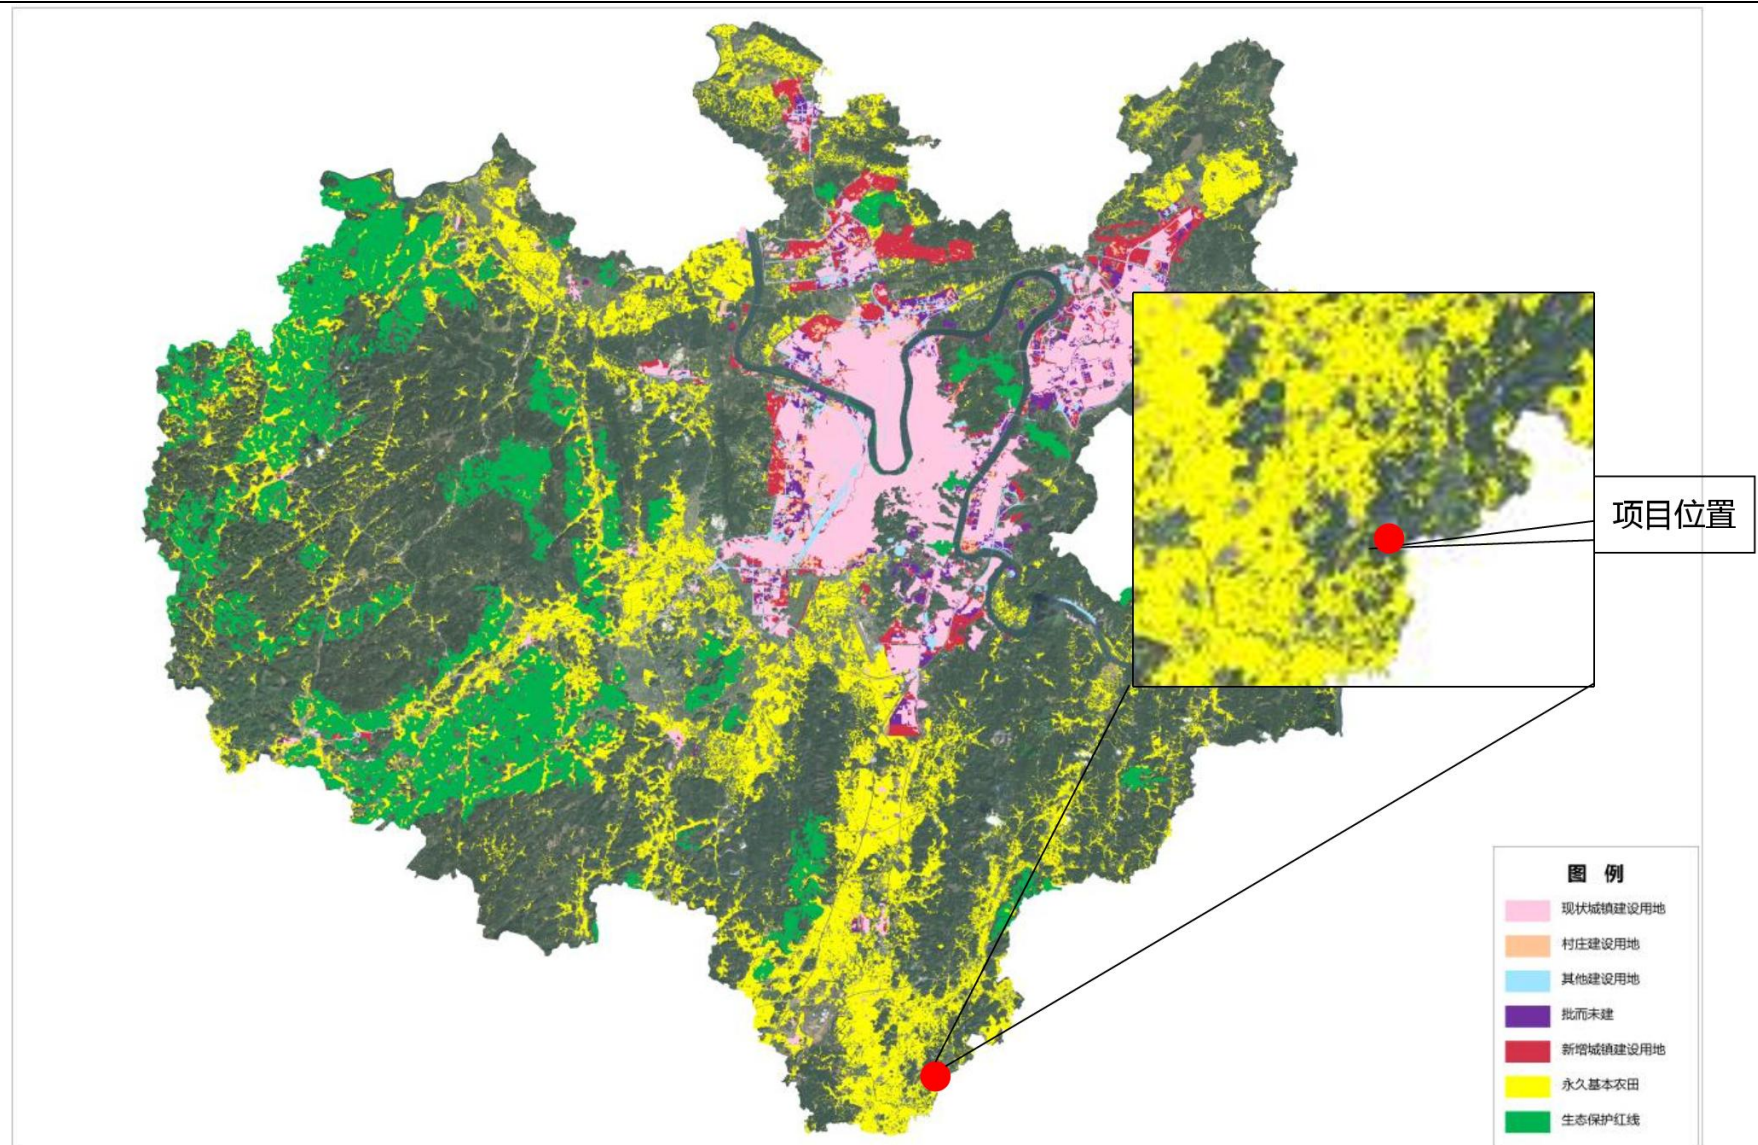 项目位置
图 例
现状城镇建设用地
村庄建设用地
其他建设用地
批而未建
新增城镇建设用地
永久基本农田
生态保护红线